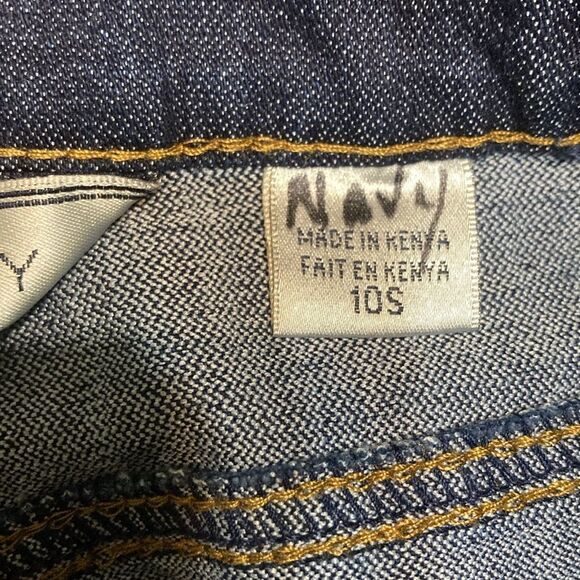 Y
NAVY
MADE IN KENYA
FAIT EN KENYA
10S